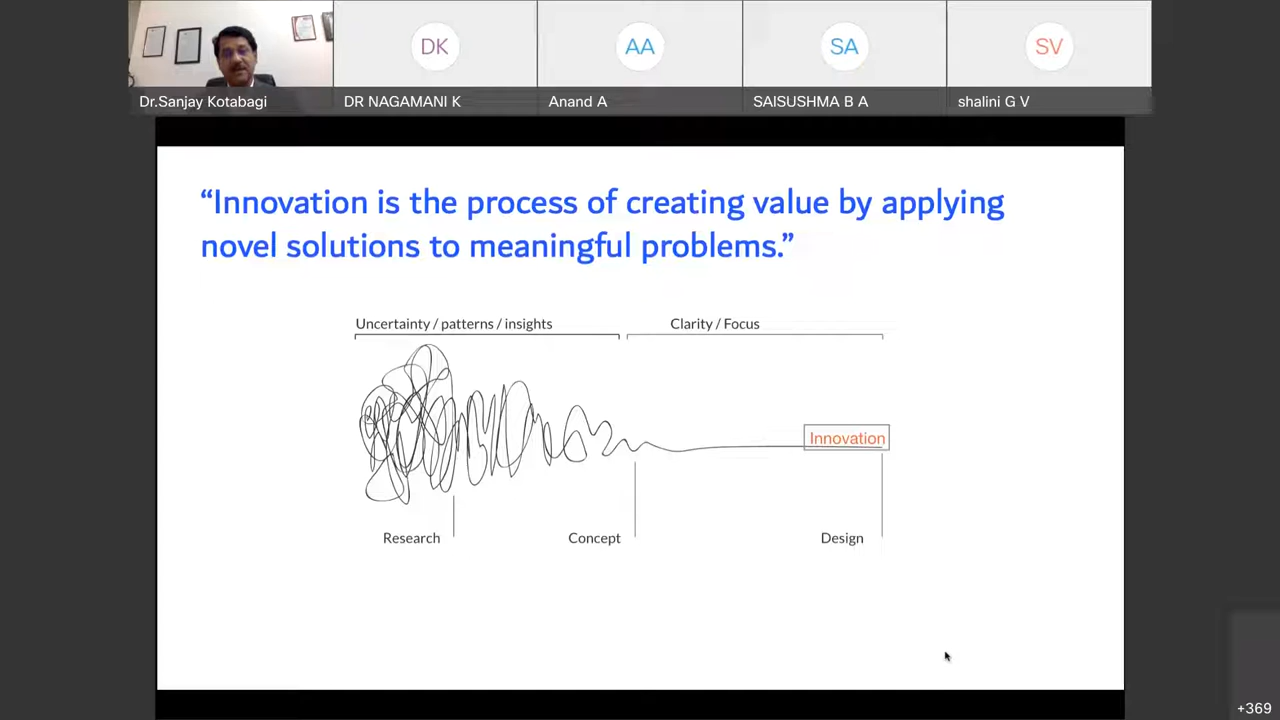 DK
AA
SA
SV
Dr.Sanjay Kotabagi
DR NAGAMANI K
Anand A
SAISUSHMA B A
shalini G V
“Innovation is the process of creating value by applying
novel solutions to meaningful problems.”
Uncertainty / patterns / insights
Clarity / Focus
Innovation
Research
Concept
Design
+369